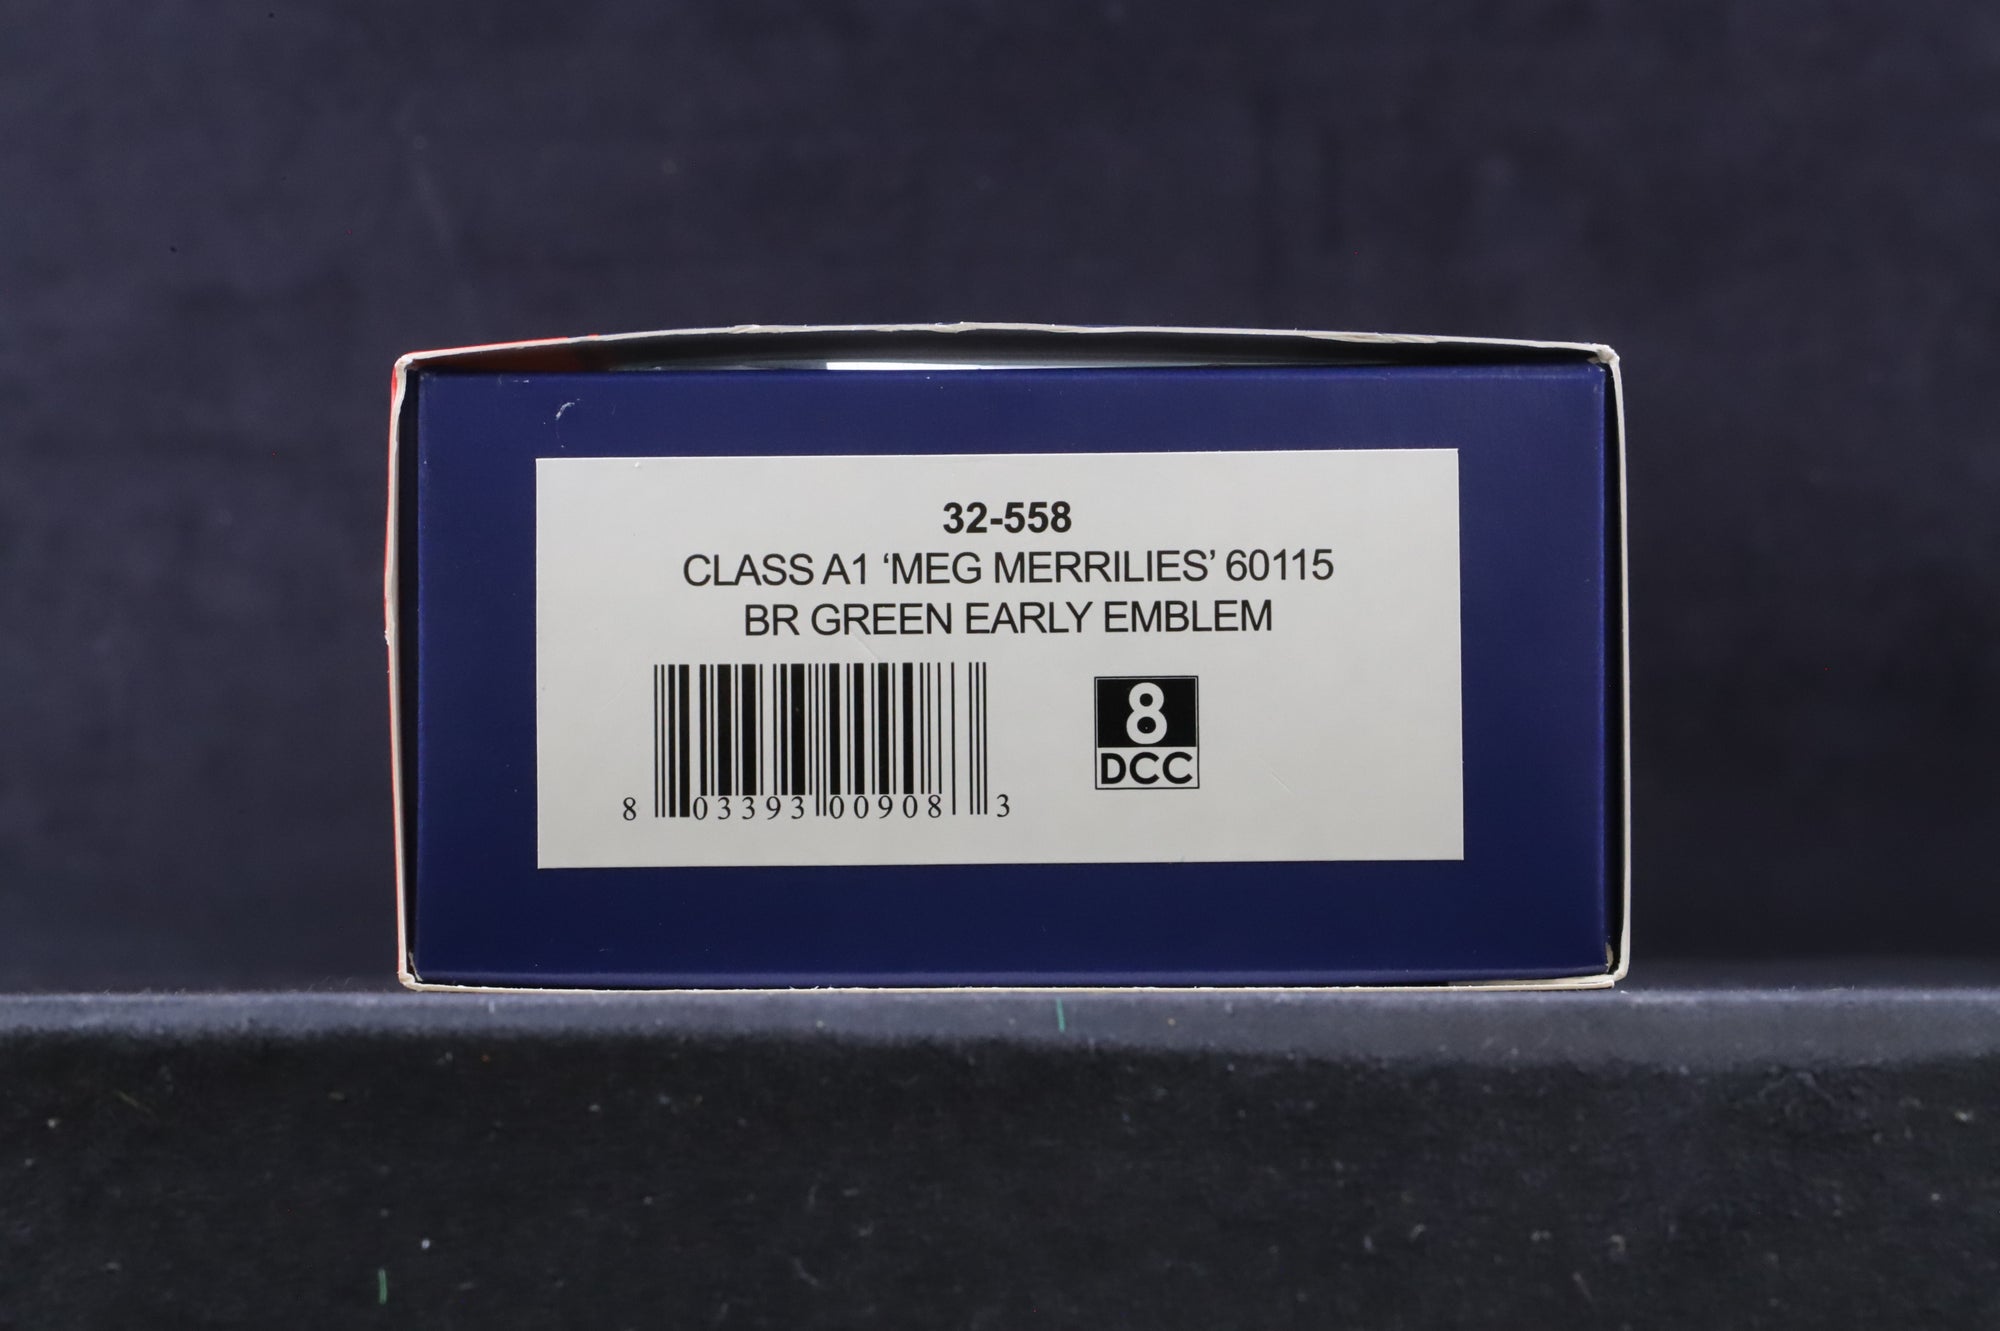 32-558
CLASS A1 ‘MEG MERRILIES’ 60115
BR GREEN EARLY EMBLEM
8 03393 00908 3
8
DCC